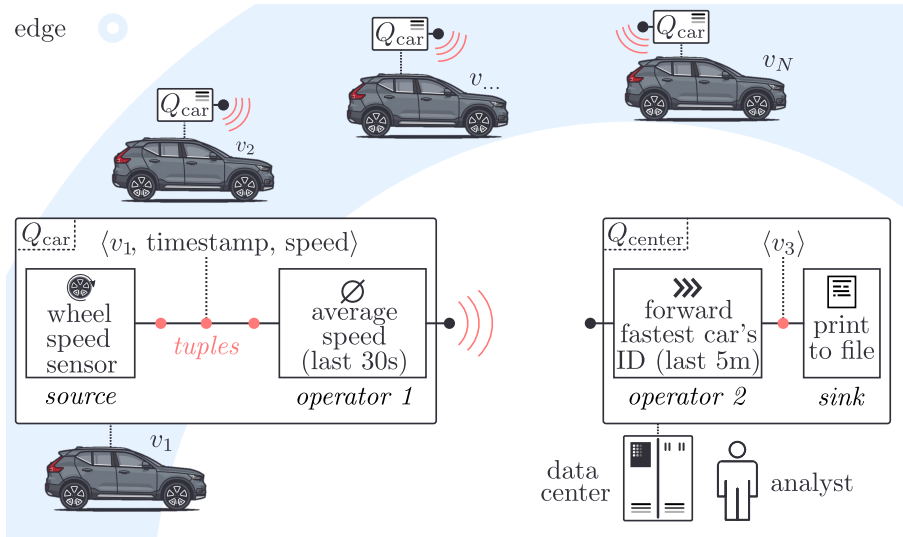 edge
Q_car
Q_car
v_...
v_N
Q_car
v_2
Q_car
⟨v_1, timestamp, speed⟩
wheel
speed
sensor
source
tuples
average
speed
(last 30s)
operator 1
v_1
Q_center
⟨v_3⟩
forward
fastest car's
ID (last 5m)
operator 2
print
to file
sink
data
center
analyst